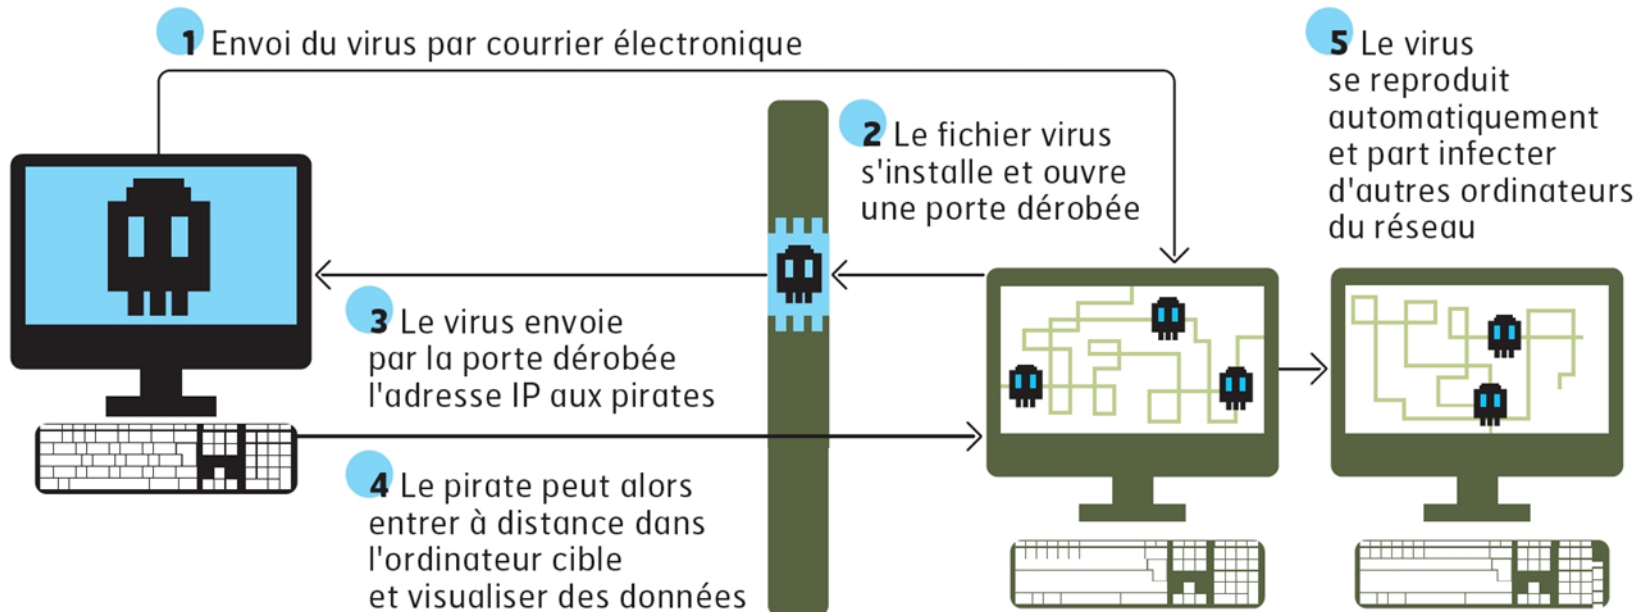 1 Envoi du virus par courrier électronique
2 Le fichier virus
s'installe et ouvre
une porte dérobée
3 Le virus envoie
par la porte dérobée
l'adresse IP aux pirates
4 Le pirate peut alors
entrer à distance dans
l'ordinateur cible
et visualiser des données
5 Le virus
se reproduit
automatiquement
et part infecter
d'autres ordinateurs
du réseau